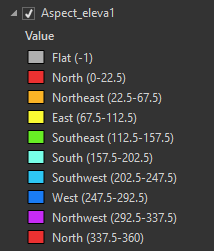 Aspect_eleva1
Value
Flat (-1)
North (0-22.5)
Northeast (22.5-67.5)
East (67.5-112.5)
Southeast (112.5-157.5)
South (157.5-202.5)
Southwest (202.5-247.5)
West (247.5-292.5)
Northwest (292.5-337.5)
North (337.5-360)